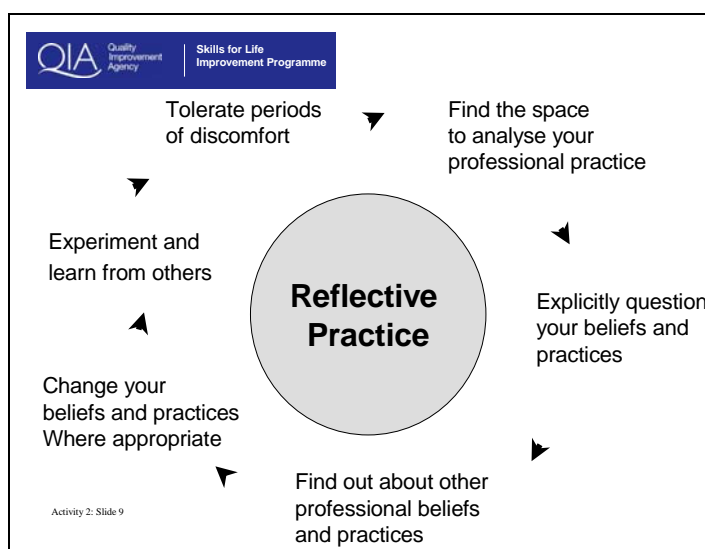 QIA
Quality
Improvement
Agency
Skills for Life
Improvement Programme
Tolerate periods
of discomfort
Find the space
to analyse your
professional practice
Experiment and
learn from others
Reflective
Practice
Explicitly question
your beliefs and
practices
Change your
beliefs and practices
Where appropriate
Find out about other
professional beliefs
and practices
Activity 2: Slide 9